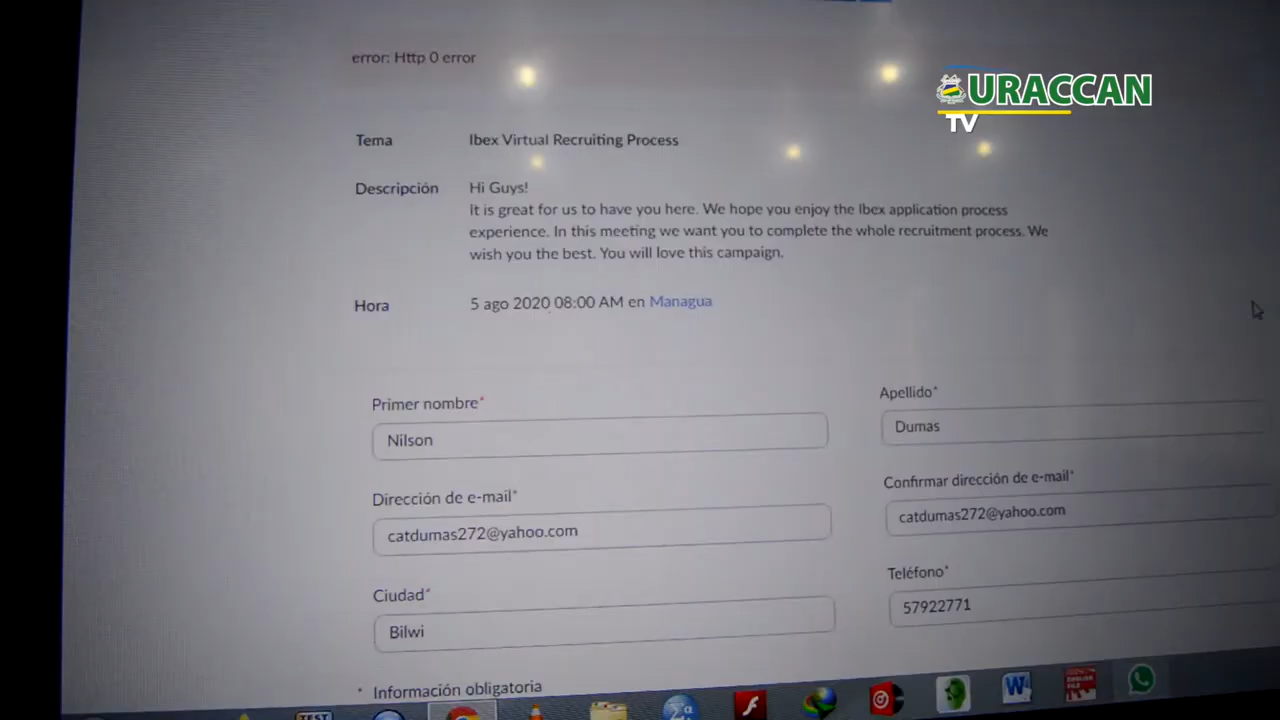 error: Http 0 error
URACCAN
TV
Tema
Ibex Virtual Recruiting Process
Descripción
Hi Guys!
It is great for us to have you here. We hope you enjoy the Ibex application process
experience. In this meeting we want you to complete the whole recruitment process. We
wish you the best. You will love this campaign.
Hora
5 ago 2020 08:00 AM en Managua
Primer nombre*
Apellido*
Nilson
Dumas
Dirección de e-mail*
Confirmar dirección de e-mail*
catdumas272@yahoo.com
catdumas272@yahoo.com
Ciudad*
Teléfono*
Bilwi
57922771
* Información obligatoria
TEST
ENGLISH
FILE